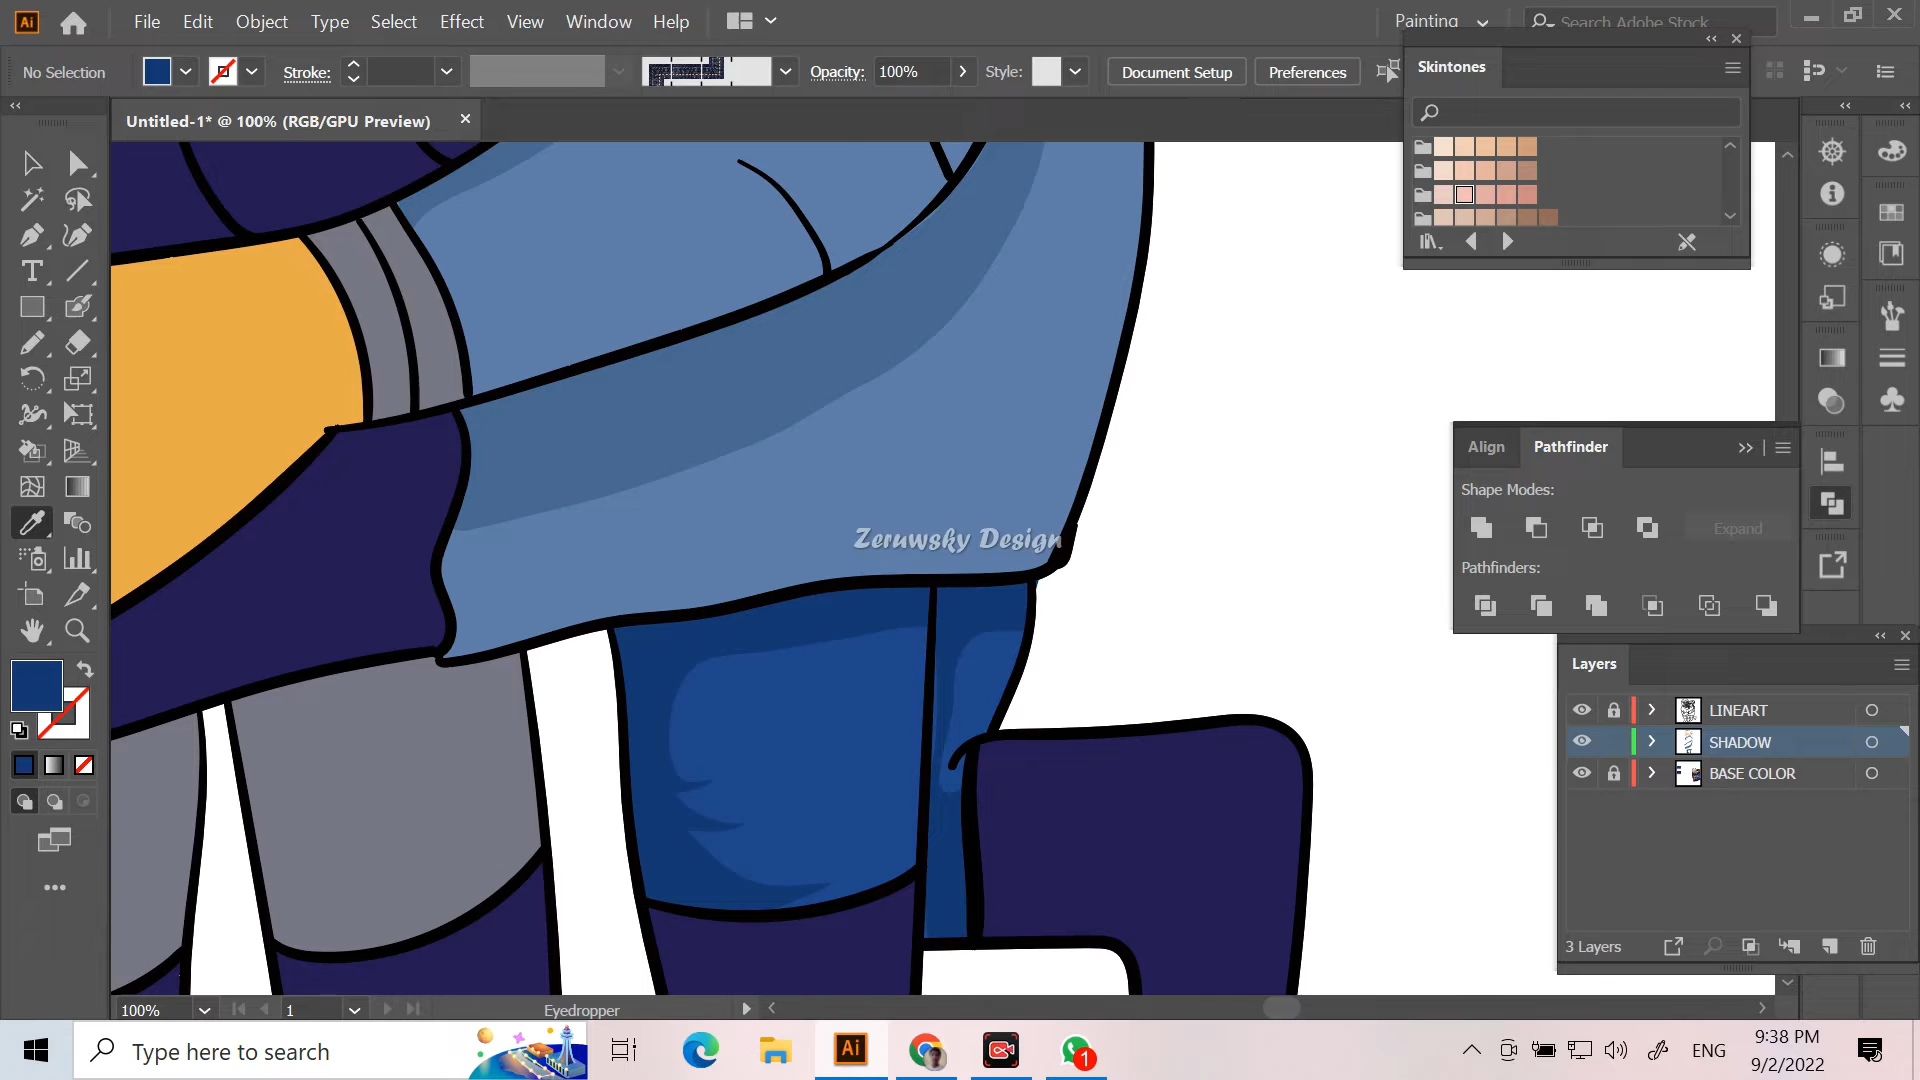 File Edit Object Type Select Effect View Window Help
Painting
Search Adobe Stock
No Selection
Stroke:
Opacity: 100%
Style:
Document Setup
Preferences
Skintones
Untitled-1* @ 100% (RGB/GPU Preview)
Align Pathfinder
Shape Modes:
Expand
Pathfinders:
Zeruwsky Design
Layers
LINEART
SHADOW
BASE COLOR
3 Layers
100%
1
Eyedropper
Type here to search
Ai
1
ENG
9:38 PM
9/2/2022